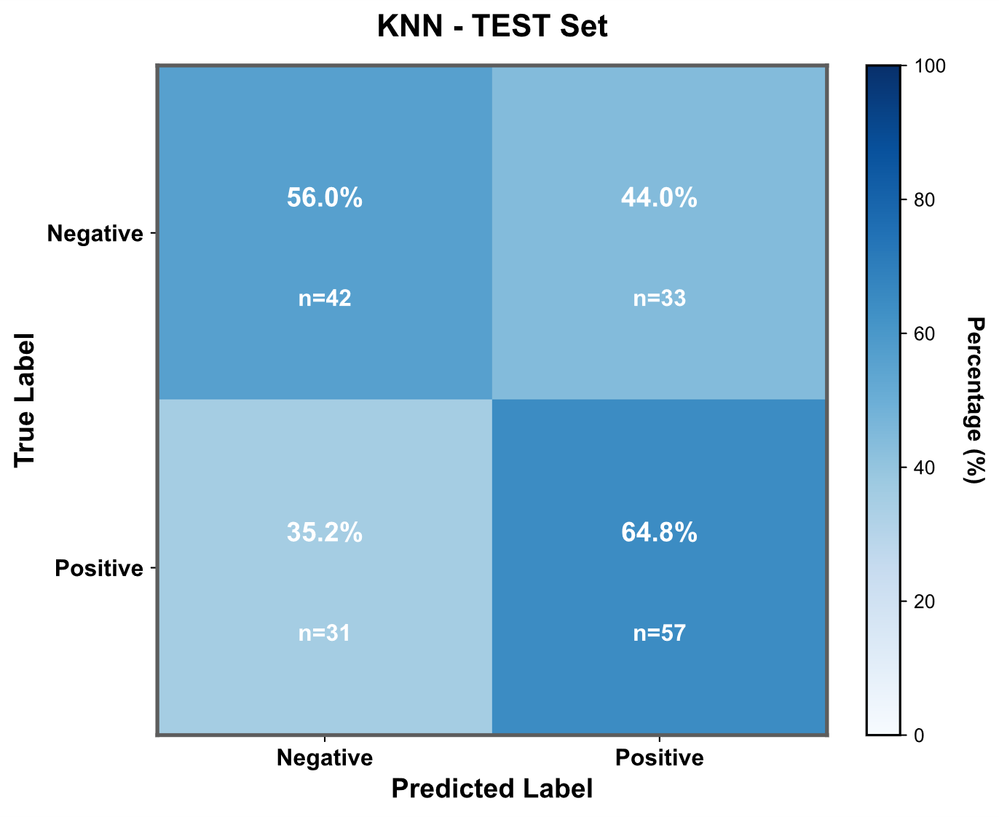 KNN - TEST Set
56.0%
44.0%
Negative
n=42
n=33
True Label
35.2%
64.8%
Positive
n=31
n=57
Negative
Positive
Predicted Label
100
80
60
40
20
0
Percentage (%)